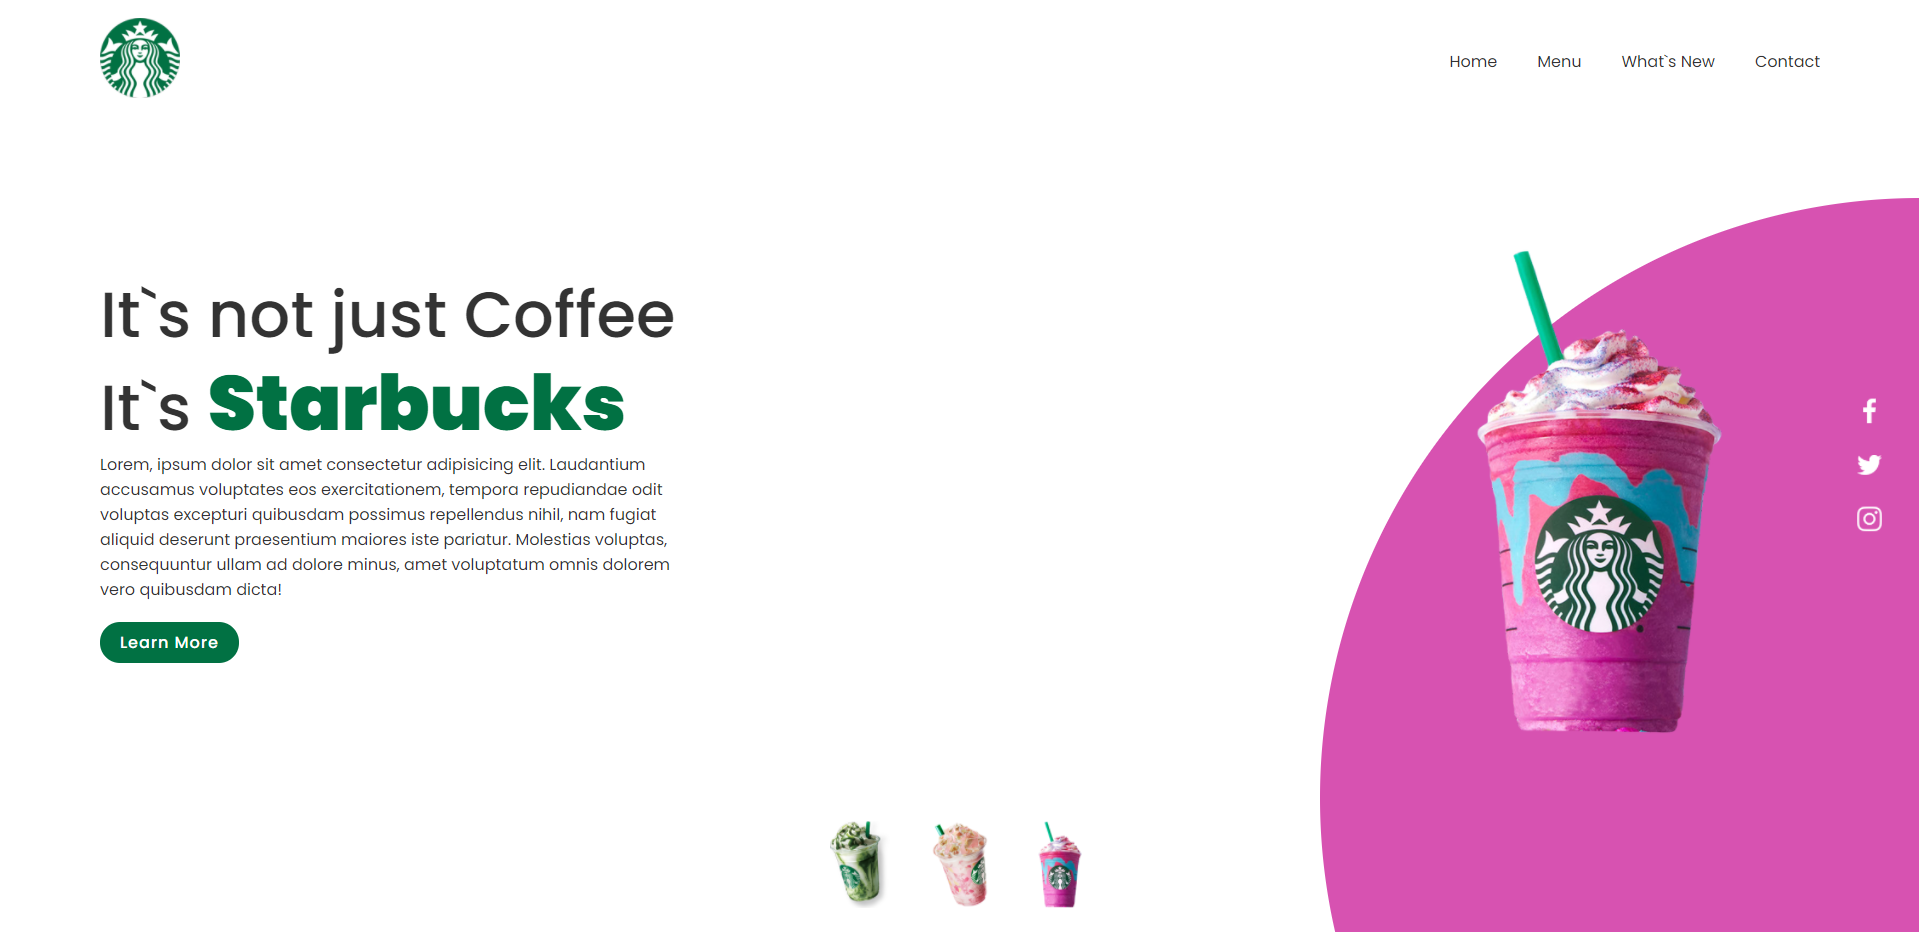 Home Menu What`s New Contact
It`s not just Coffee
It`s Starbucks
Lorem, ipsum dolor sit amet consectetur adipisicing elit. Laudantium
accusamus voluptates eos exercitationem, tempora repudiandae odit
voluptas excepturi quibusdam possimus repellendus nihil, nam fugiat
aliquid deserunt praesentium maiores iste pariatur. Molestias voluptas,
consequuntur ullam ad dolore minus, amet voluptatum omnis dolorem
vero quibusdam dicta!
Learn More